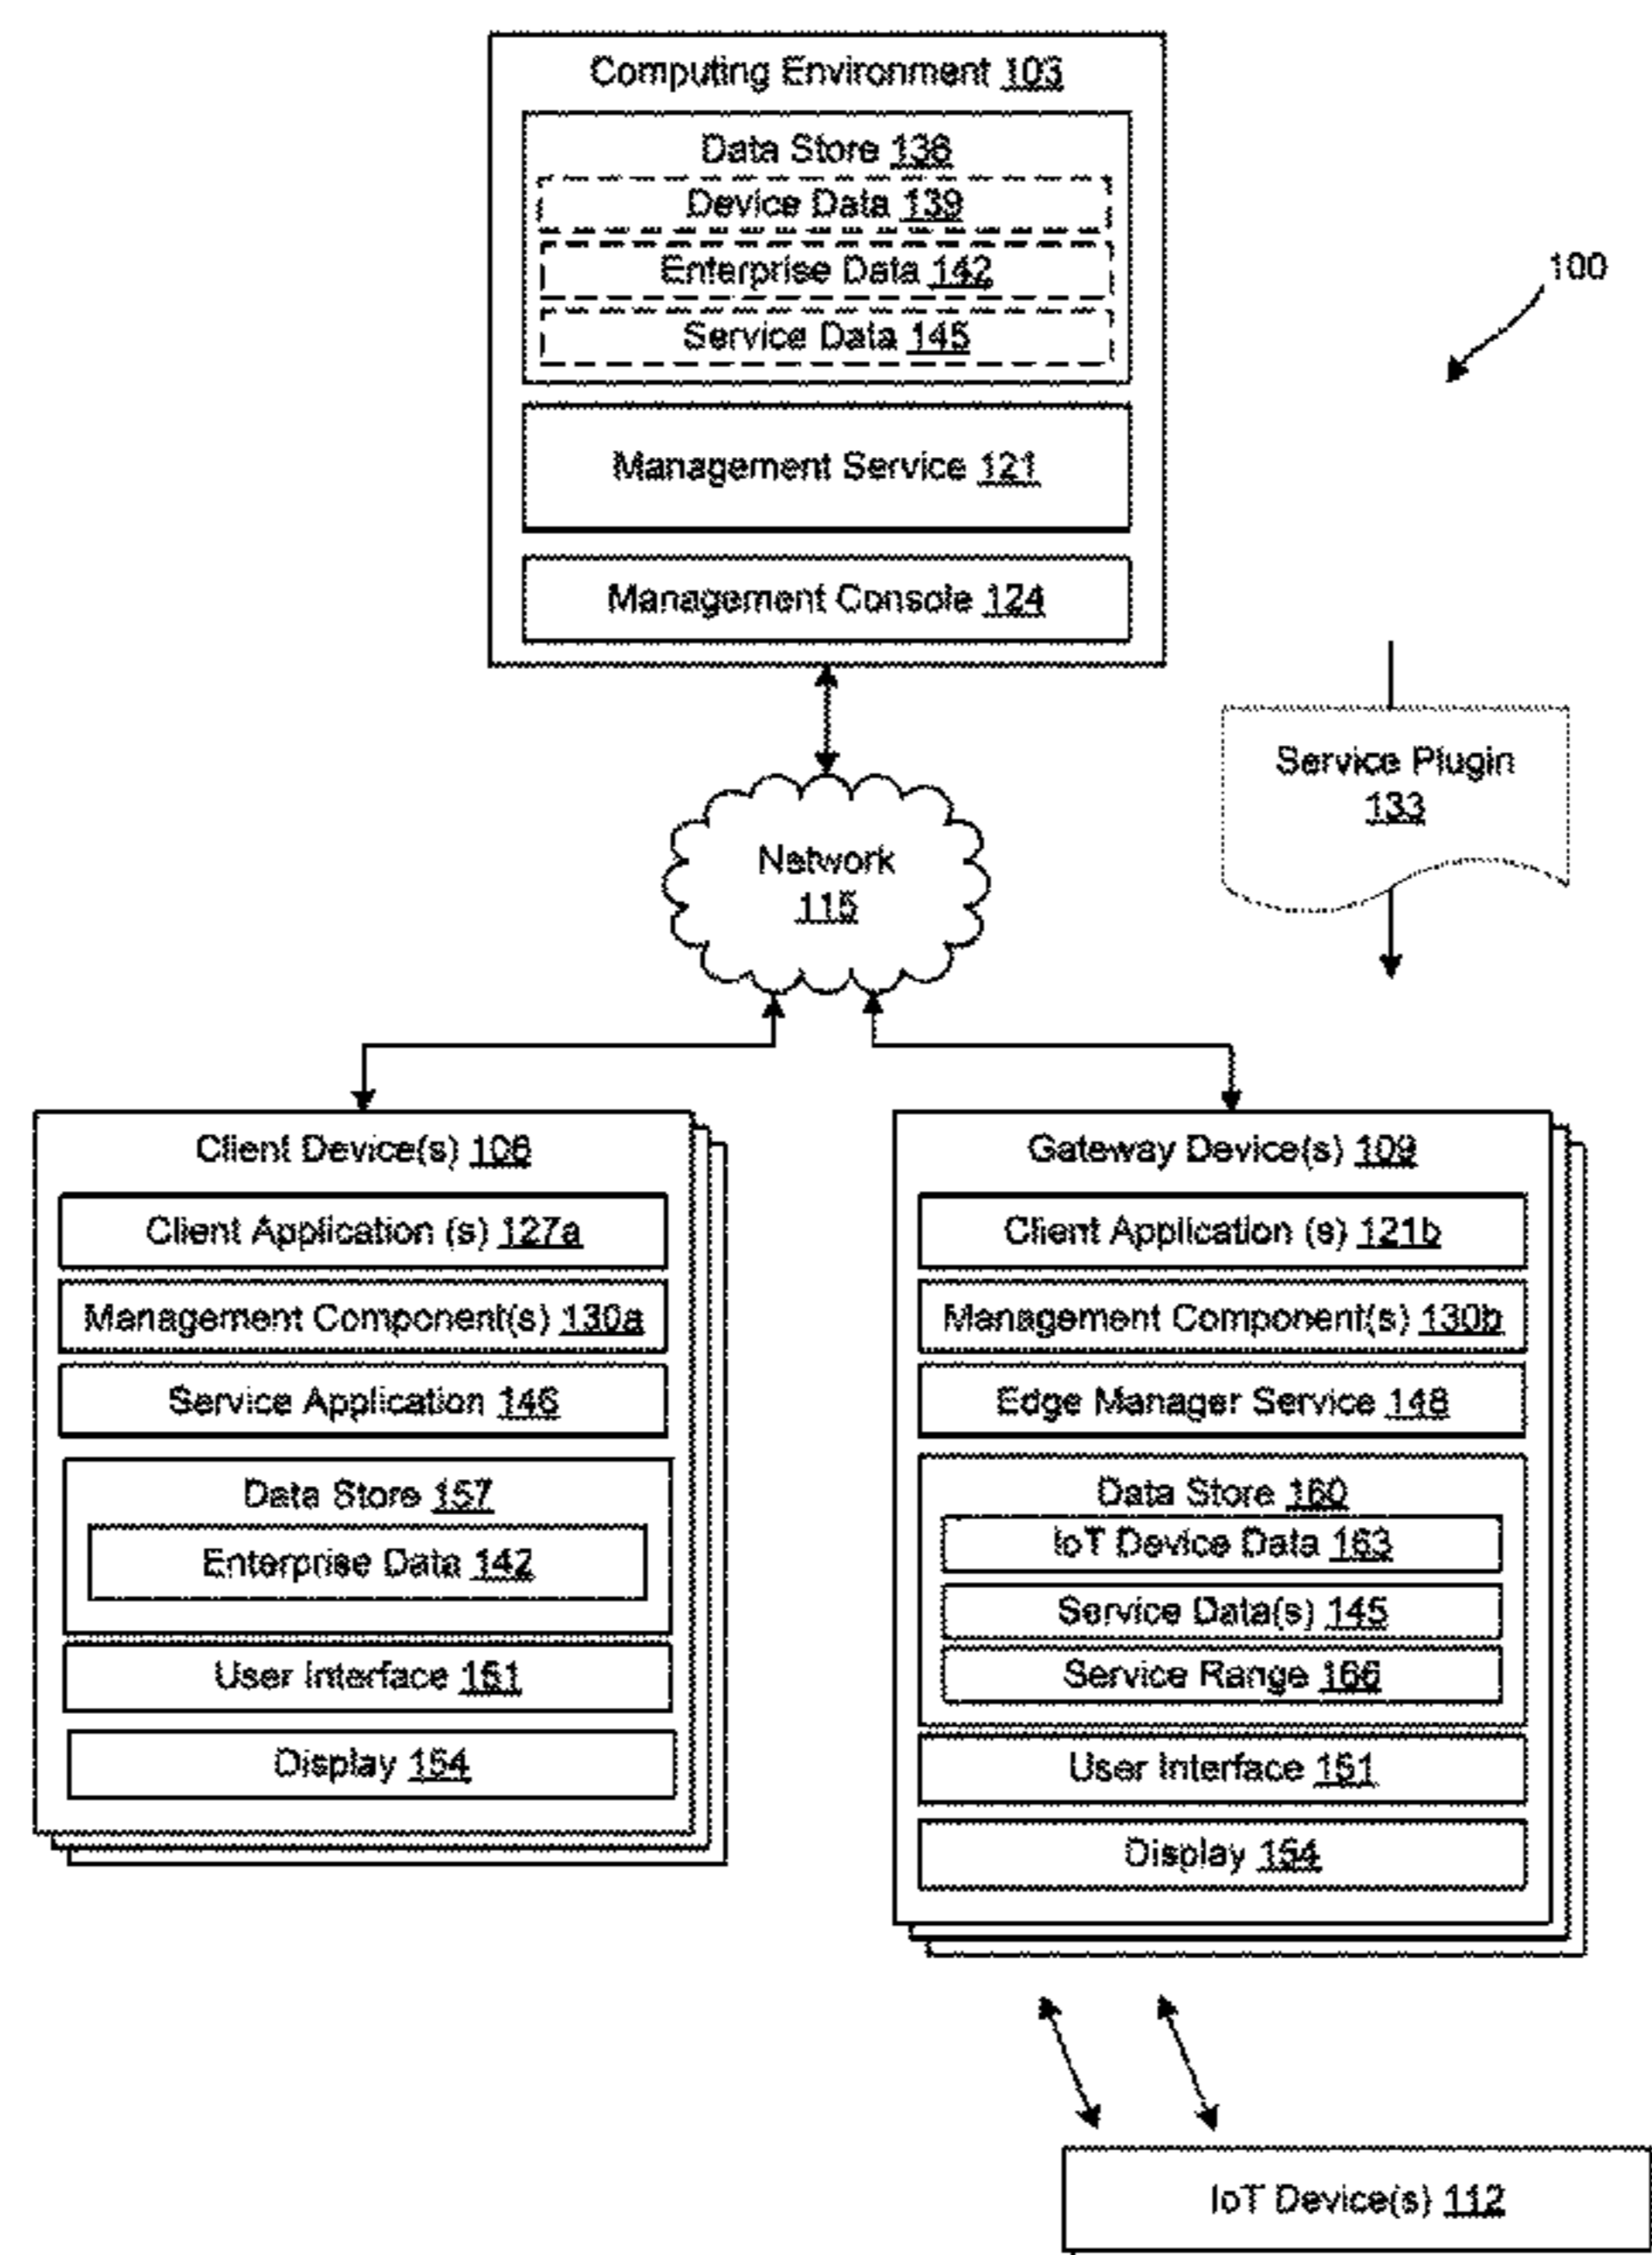 Computing Environment 103
Data Store 136
Device Data 139
Enterprise Data 142
Service Data 145
100
Management Service 121
Management Console 124
Service Plugin
133
Network
115
Client Device(s) 106
Client Application (s) 127a
Management Component(s) 130a
Service Application 146
Data Store 157
Enterprise Data 142
User Interface 151
Display 154
Gateway Device(s) 109
Client Application (s) 121b
Management Component(s) 130b
Edge Manager Service 148
Data Store 160
IoT Device Data 163
Service Data(s) 145
Service Range 166
User Interface 151
Display 154
IoT Device(s) 112